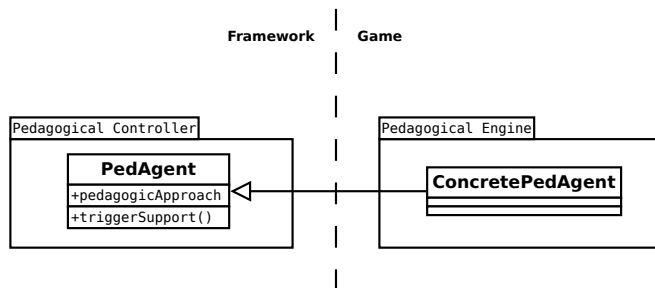 Framework
Game
Pedagogical Controller
PedAgent
+pedagogicApproach
+triggerSupport()
Pedagogical Engine
ConcretePedAgent